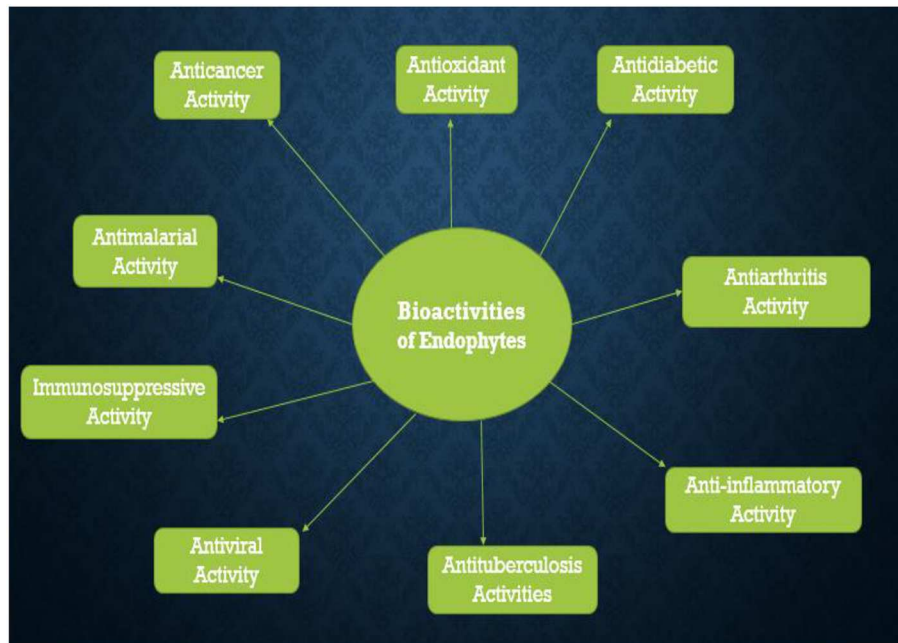 Anticancer
Activity
Antioxidant
Activity
Antidiabetic
Activity
Antimalarial
Activity
Antiarthritis
Activity
Bioactivities
of Endophytes
Immunosuppressive
Activity
Anti-inflammatory
Activity
Antiviral
Activity
Antituberculosis
Activities